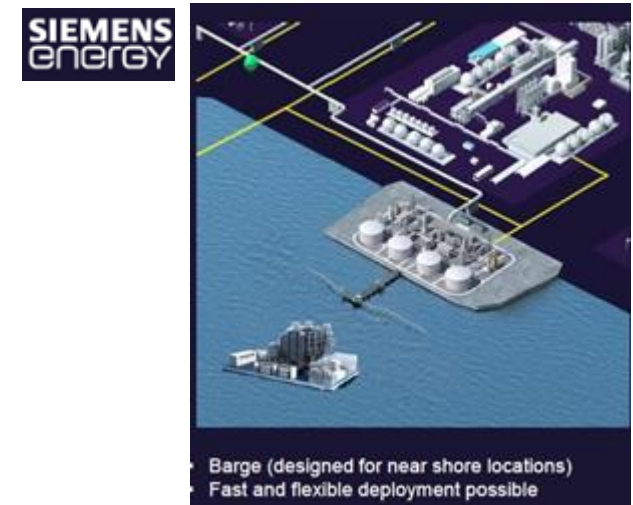 SIEMENS
energy
Barge (designed for near shore locations)
Fast and flexible deployment possible